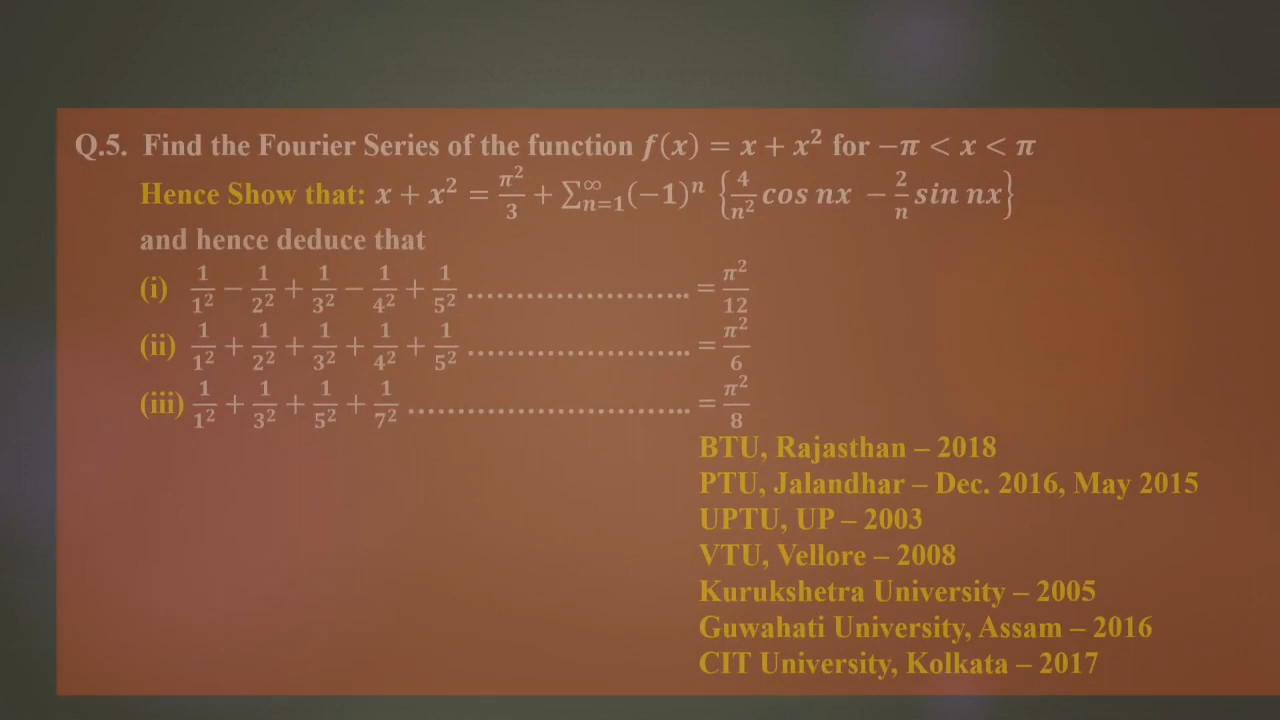 Q.5. Find the Fourier Series of the function f(x) = x + x² for −π < x < π
Hence Show that: x + x² = π²/3 + ∑ₙ₌₁^∞(−1)ⁿ {4/n² cos nx − 2/n sin nx}
and hence deduce that
(i) 1/1² − 1/2² + 1/3² − 1/4² + 1/5² ........................... = π²/12
(ii) 1/1² + 1/2² + 1/3² + 1/4² + 1/5² ........................... = π²/6
(iii) 1/1² + 1/3² + 1/5² + 1/7² .................................. = π²/8
BTU, Rajasthan – 2018
PTU, Jalandhar – Dec. 2016, May 2015
UPTU, UP – 2003
VTU, Vellore – 2008
Kurukshetra University – 2005
Guwahati University, Assam – 2016
CIT University, Kolkata – 2017